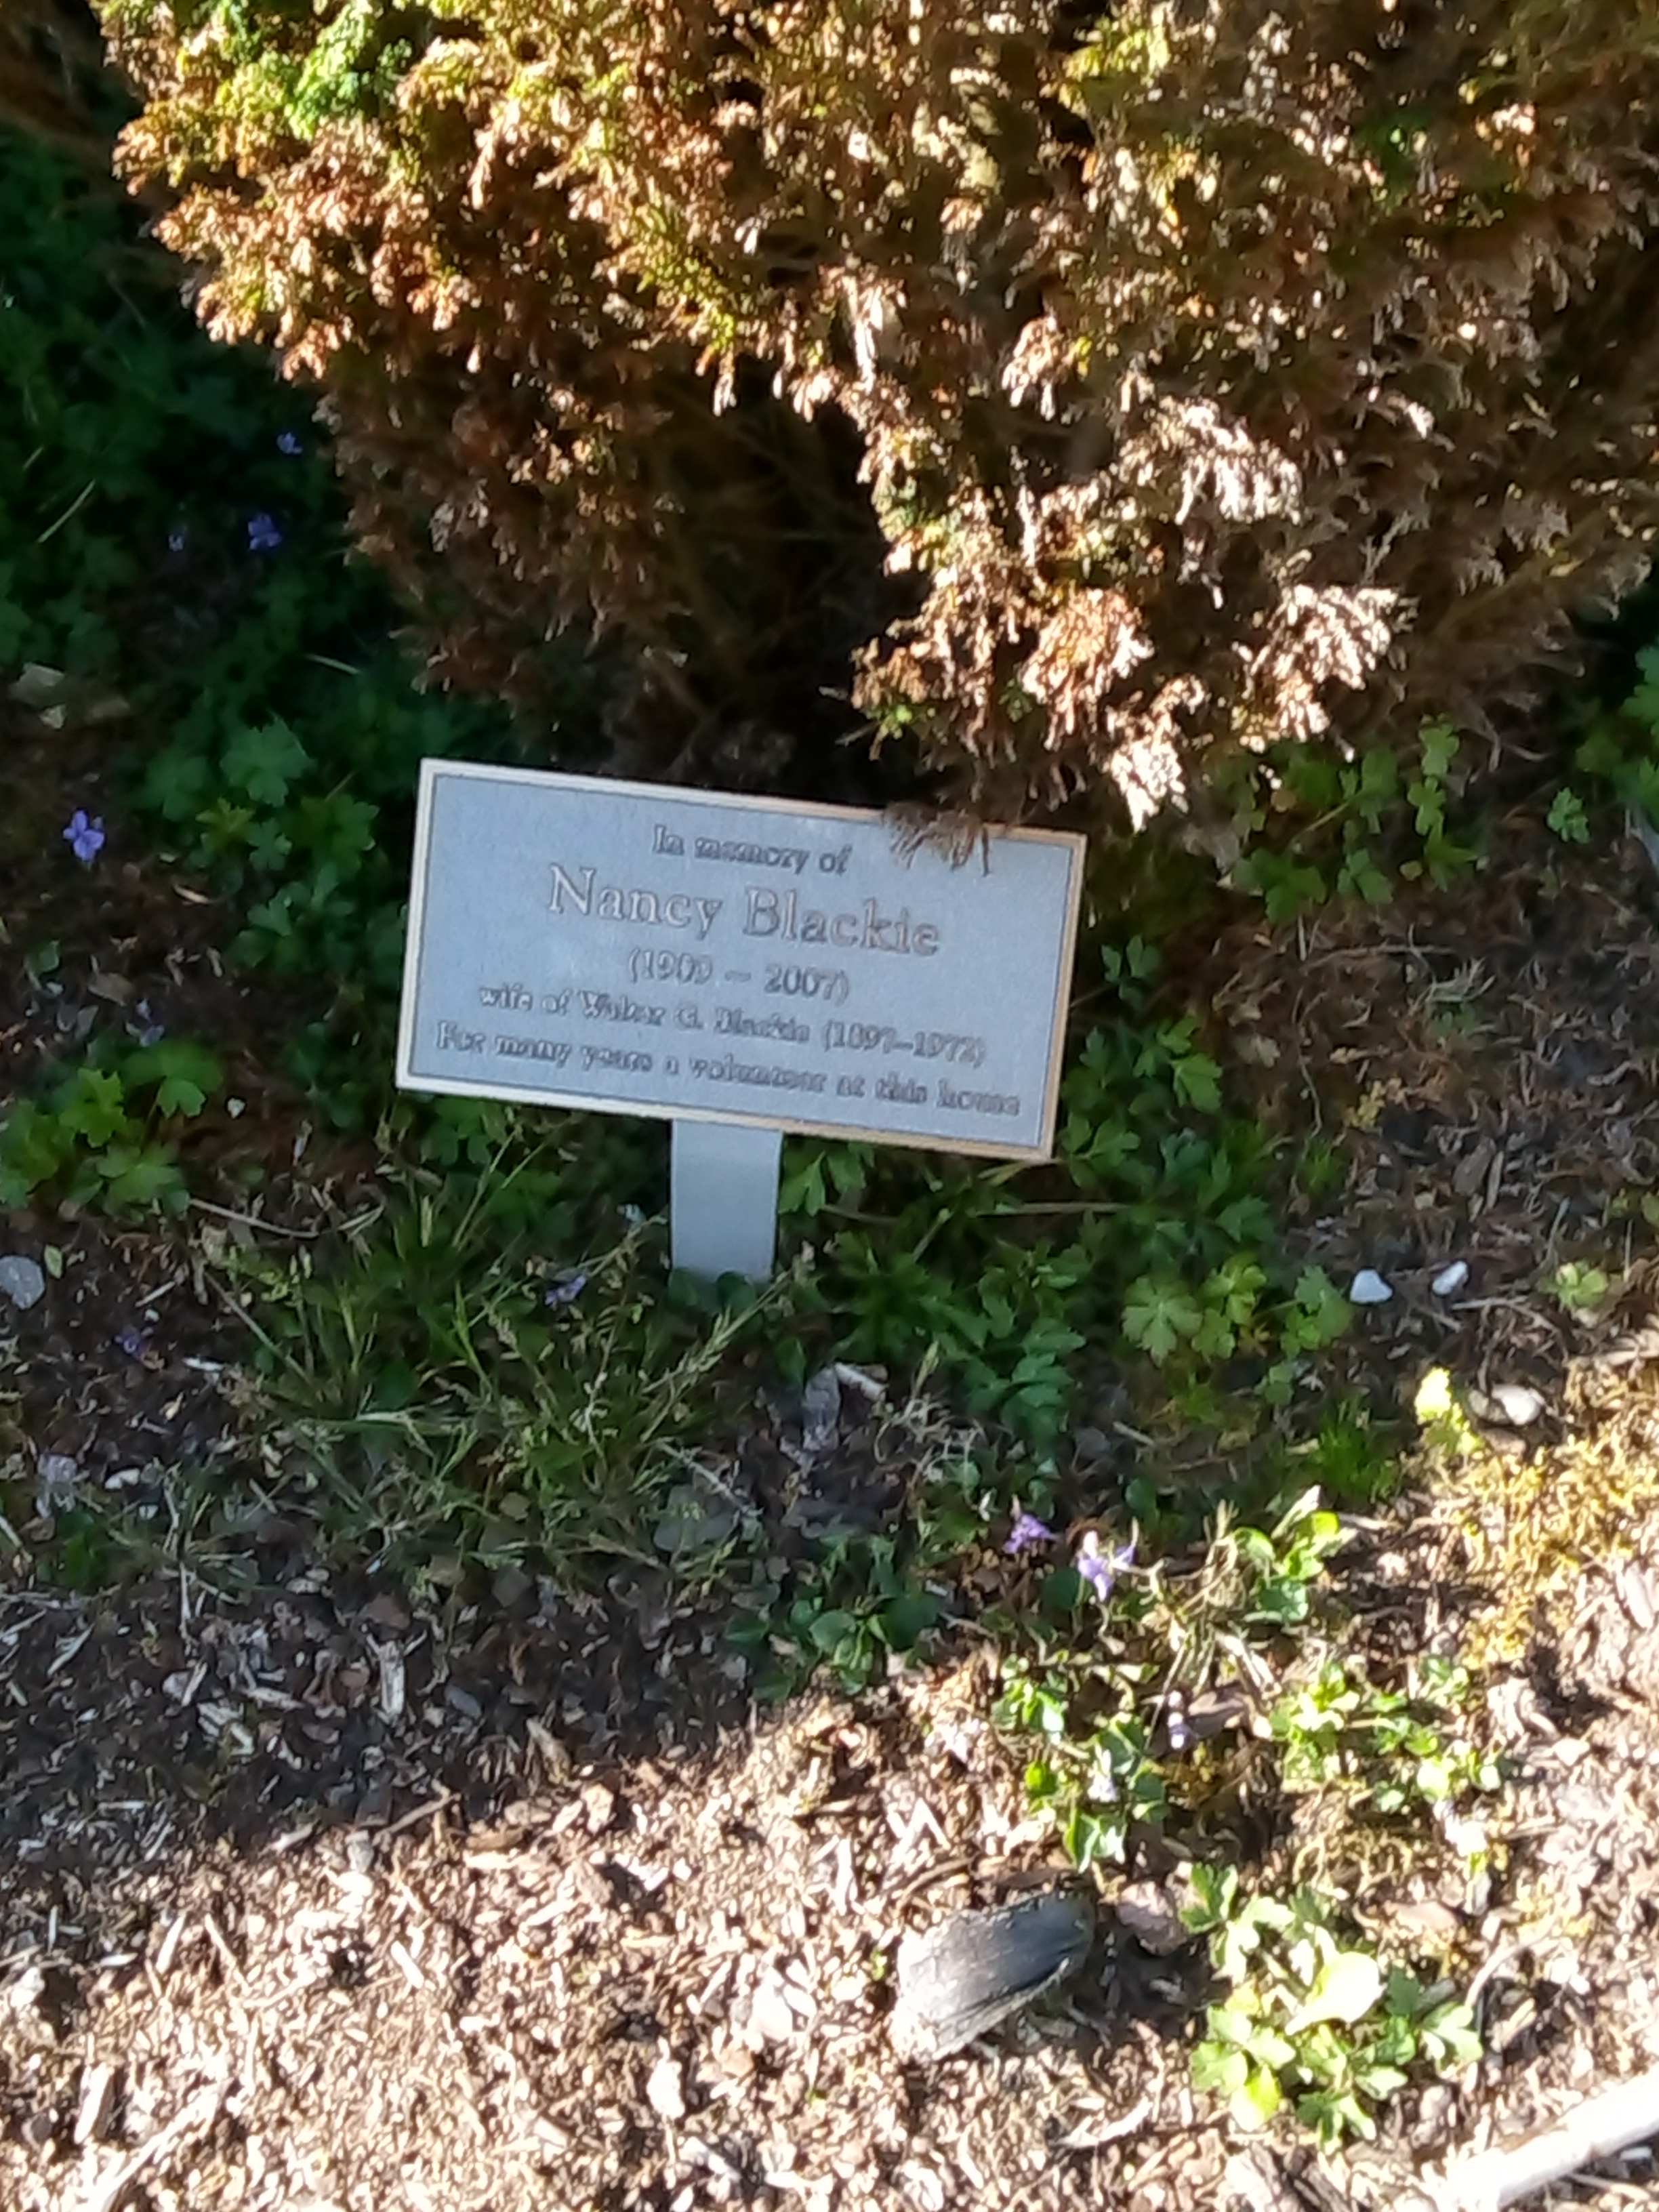 In memory of
Nancy Blackie
(1909 – 2007)
wife of Walter G. Blackie (1897–1972)
For many years a volunteer at this house